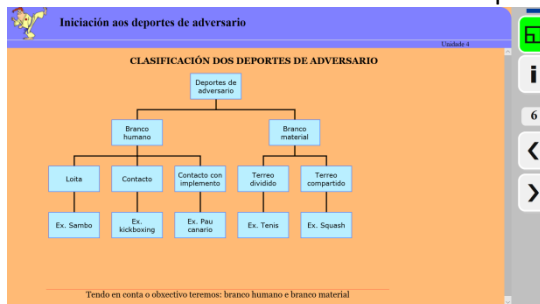 Iniciación aos deportes de adversario
Unidade 4
CLASIFICACIÓN DOS DEPORTES DE ADVERSARIO
Deportes de
adversario
Branco
humano
Branco
material
Loita
Contacto
Contacto con
implemento
Terreo
dividido
Terreo
compartido
Ex. Sambo
Ex.
kickboxing
Ex. Pau
canario
Ex. Tenis
Ex. Squash
Tendo en conta o obxectivo teremos: branco humano e branco material
i
6